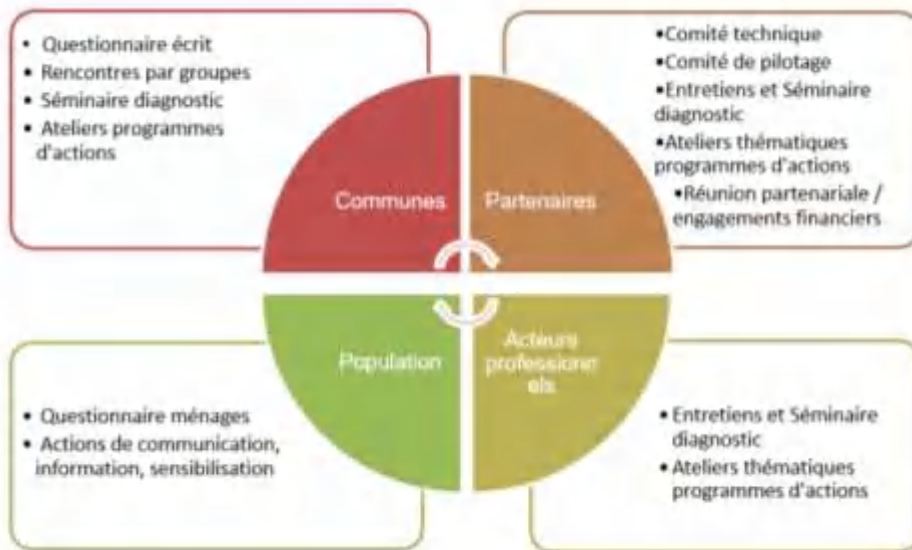 • Questionnaire écrit
• Rencontres par groupes
• Séminaire diagnostic
• Ateliers programmes
d'actions
•Comité technique
•Comité de pilotage
•Entretiens et Séminaire
diagnostic
•Ateliers thématiques
programmes d'actions
•Réunion partenariale /
engagements financiers
Communes
Partenaires
Population
Acteurs
professionn
els
• Questionnaire ménages
• Actions de communication,
information, sensibilisation
• Entretiens et Séminaire
diagnostic
• Ateliers thématiques
programmes d'actions